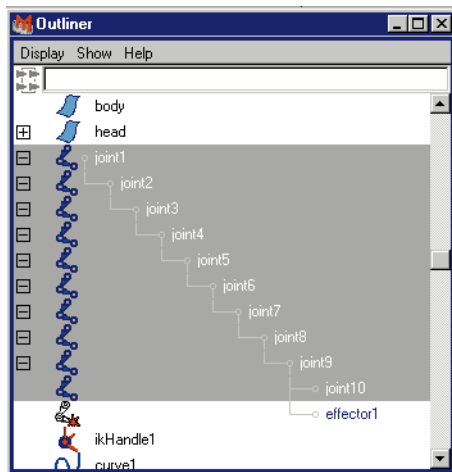 Outliner
Display Show Help
body
head
joint1
joint2
joint3
joint4
joint5
joint6
joint7
joint8
joint9
joint10
effector1
ikHandle1
curve1